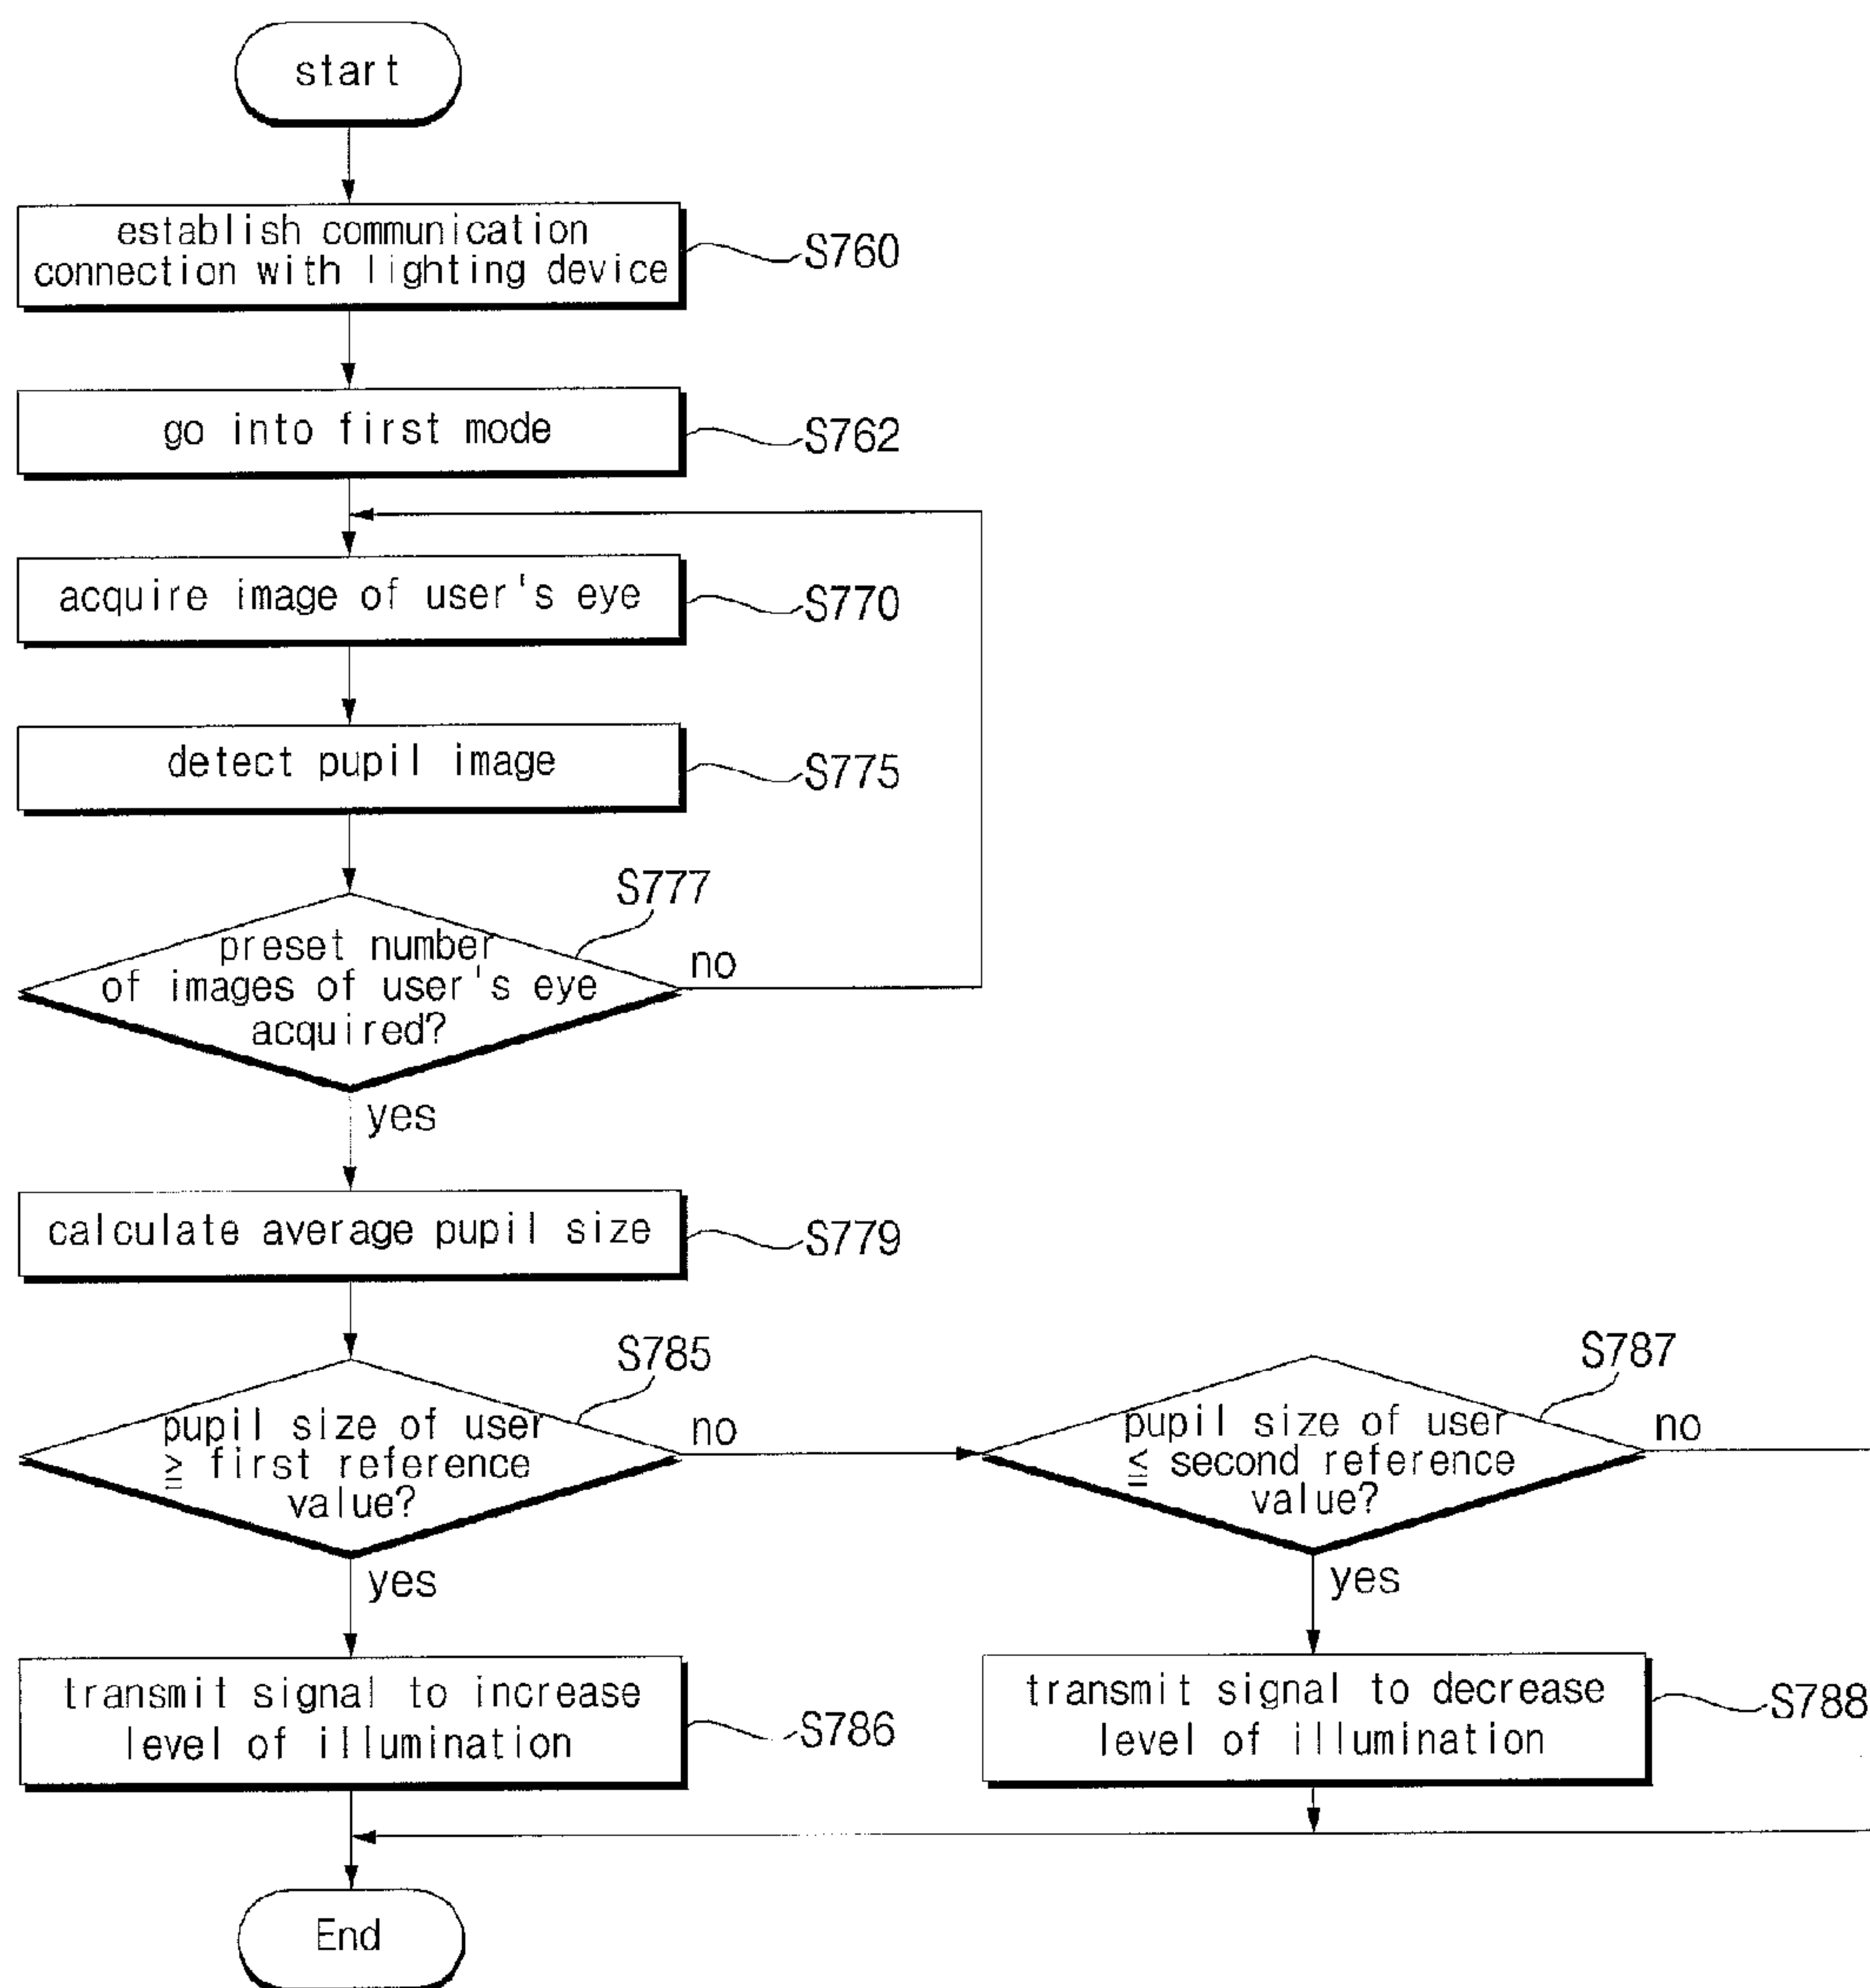 start
establish communication
connection with lighting device
S760
go into first mode
S762
acquire image of user's eye
S770
detect pupil image
S775
S777
preset number
of images of user's eye
acquired?
no
yes
calculate average pupil size
S779
S785
pupil size of user
≧ first reference
value?
no
yes
S787
pupil size of user
≦ second reference
value?
no
yes
transmit signal to increase
level of illumination
S786
transmit signal to decrease
level of illumination
S788
End